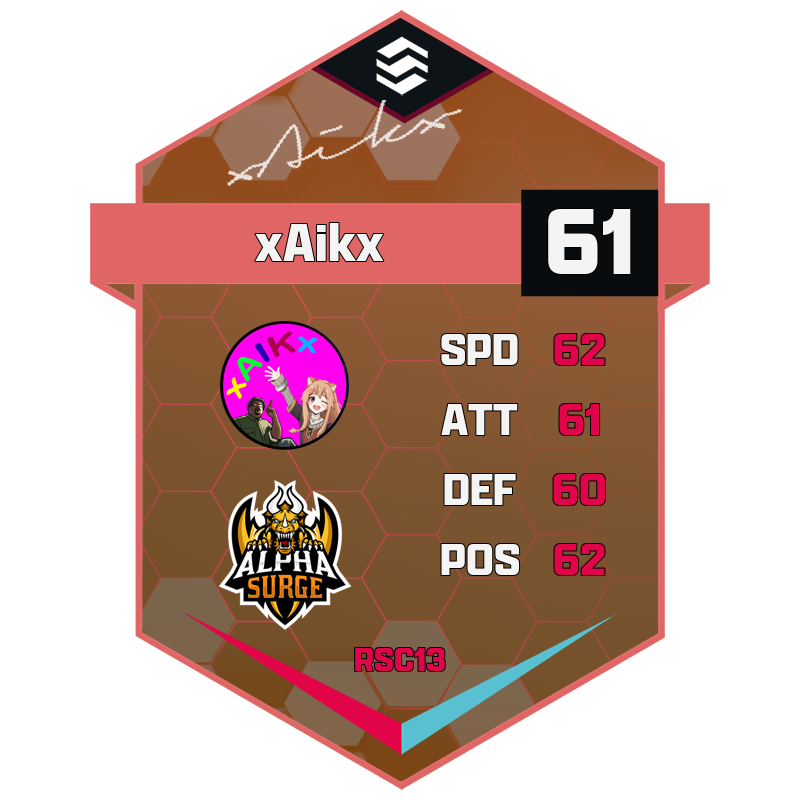 xAikx
xAikx 61
xAIKx
SPD 62
ATT 61
DEF 60
POS 62
ALPHA
SURGE
RSC13